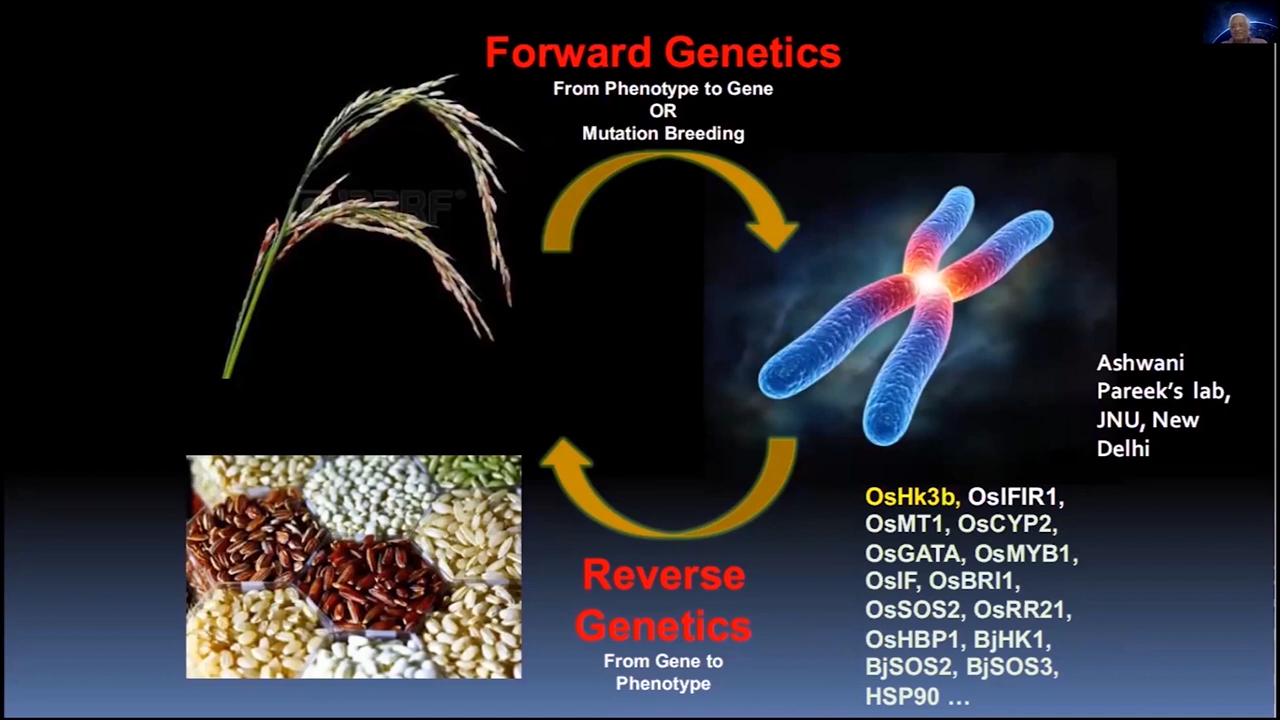 Forward Genetics
From Phenotype to Gene
OR
Mutation Breeding
Ashwani
Pareek's lab,
JNU, New
Delhi
OsHk3b, OsIFIR1,
OsMT1, OsCYP2,
OsGATA, OsMYB1,
OsIF, OsBRI1,
OsSOS2, OsRR21,
OsHBP1, BjHK1,
BjSOS2, BjSOS3,
HSP90 ...
Reverse
Genetics
From Gene to
Phenotype